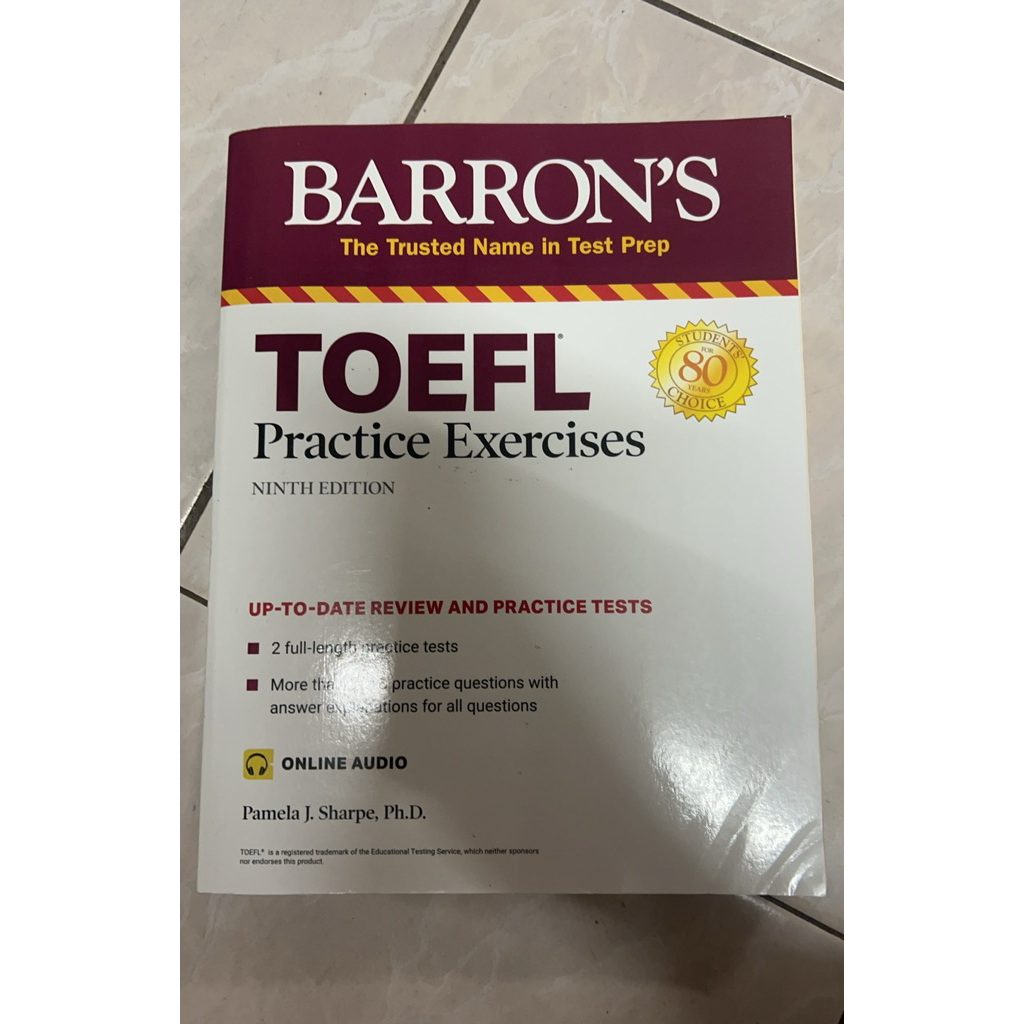 BARRON'S
The Trusted Name in Test Prep
TOEFL®
Practice Exercises
NINTH EDITION
STUDENTS'
FOR
80
YEARS
CHOICE
UP-TO-DATE REVIEW AND PRACTICE TESTS
■ 2 full-length practice tests
■ More than practice questions with
answer explanations for all questions
ONLINE AUDIO
Pamela J. Sharpe, Ph.D.
TOEFL® is a registered trademark of the Educational Testing Service, which neither sponsors
nor endorses this product.